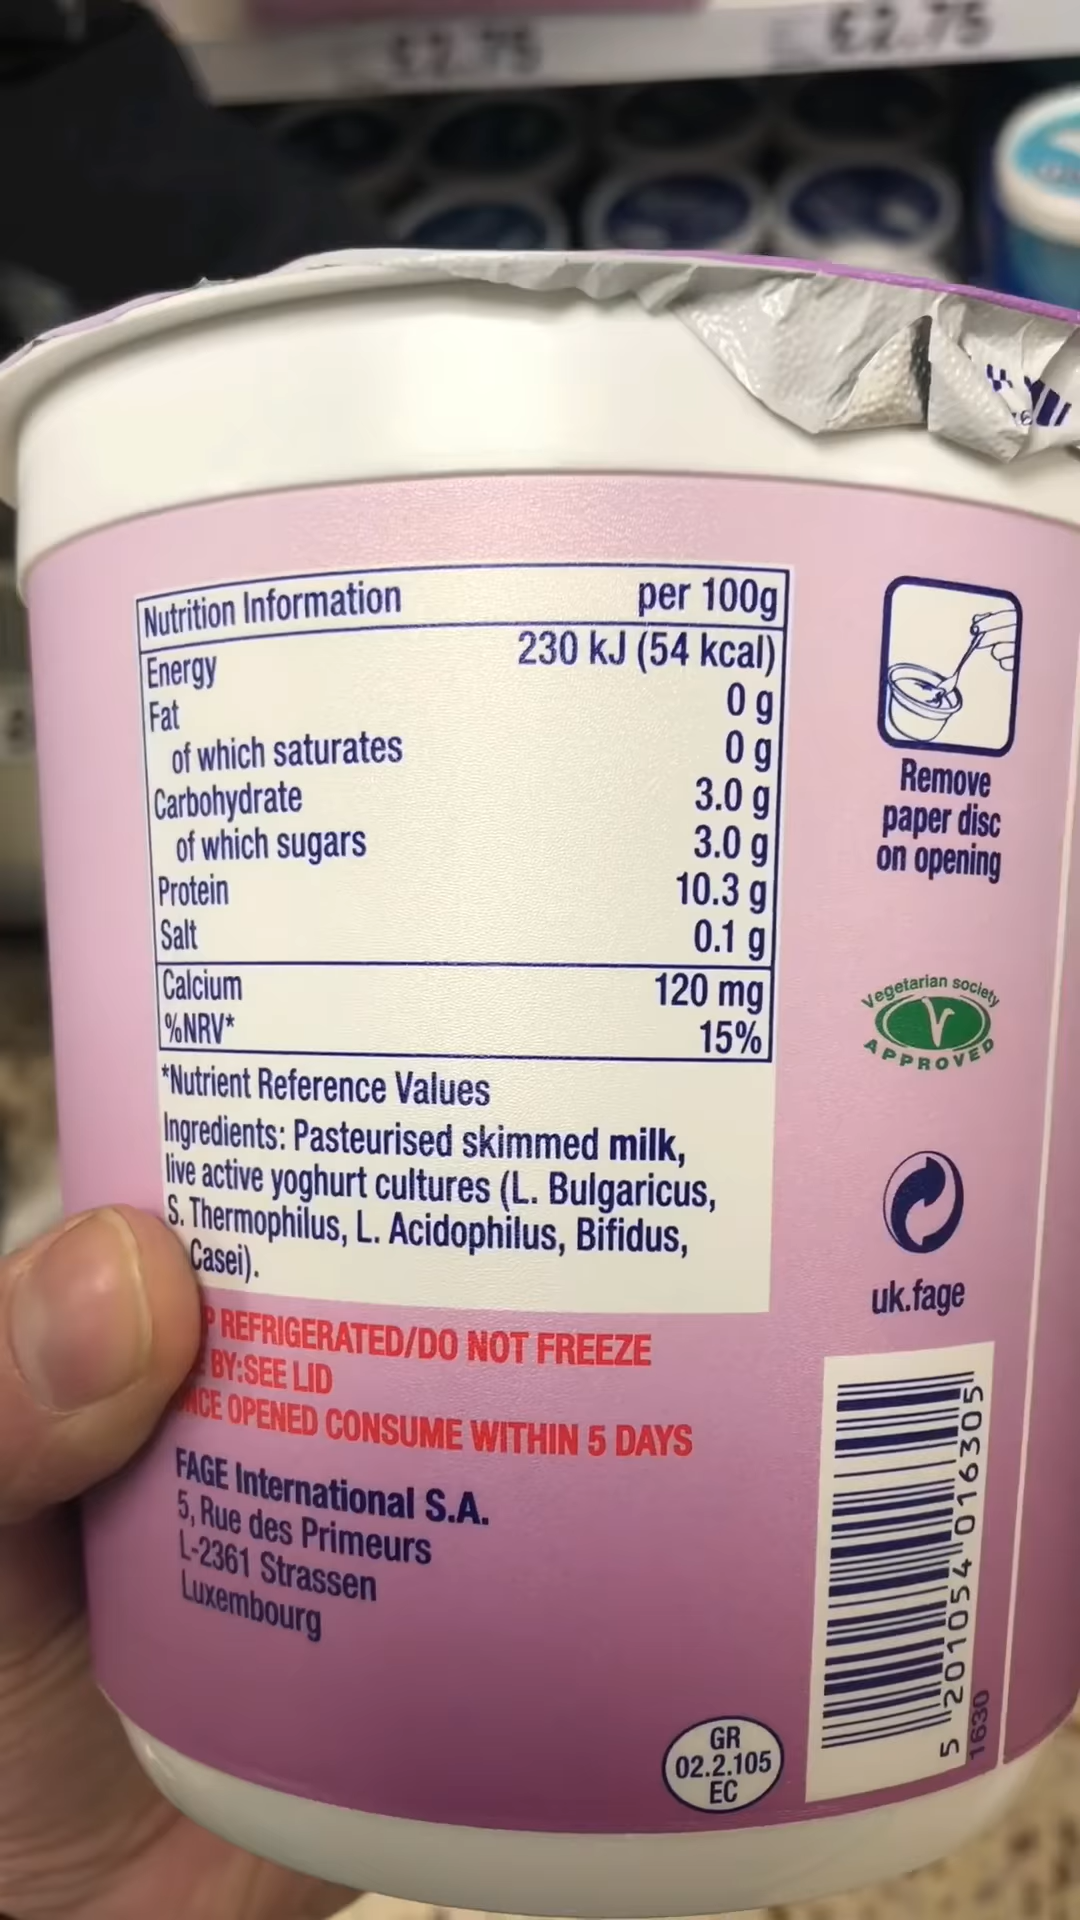 £2.75
£2.75
Nutrition Information per 100g
Energy 230 kJ (54 kcal)
Fat 0 g
of which saturates 0 g
Carbohydrate 3.0 g
of which sugars 3.0 g
Protein 10.3 g
Salt 0.1 g
Calcium 120 mg
%NRV* 15%
*Nutrient Reference Values
Ingredients: Pasteurised skimmed milk,
live active yoghurt cultures (L. Bulgaricus,
S. Thermophilus, L. Acidophilus, Bifidus,
Casei).
P REFRIGERATED/DO NOT FREEZE
BY:SEE LID
NCE OPENED CONSUME WITHIN 5 DAYS
FAGE International S.A.
5, Rue des Primeurs
L-2361 Strassen
Luxembourg
GR
02.2.105
EC
Remove
paper disc
on opening
Vegetarian society
APPROVED
uk.fage
5 201054 016305
1630